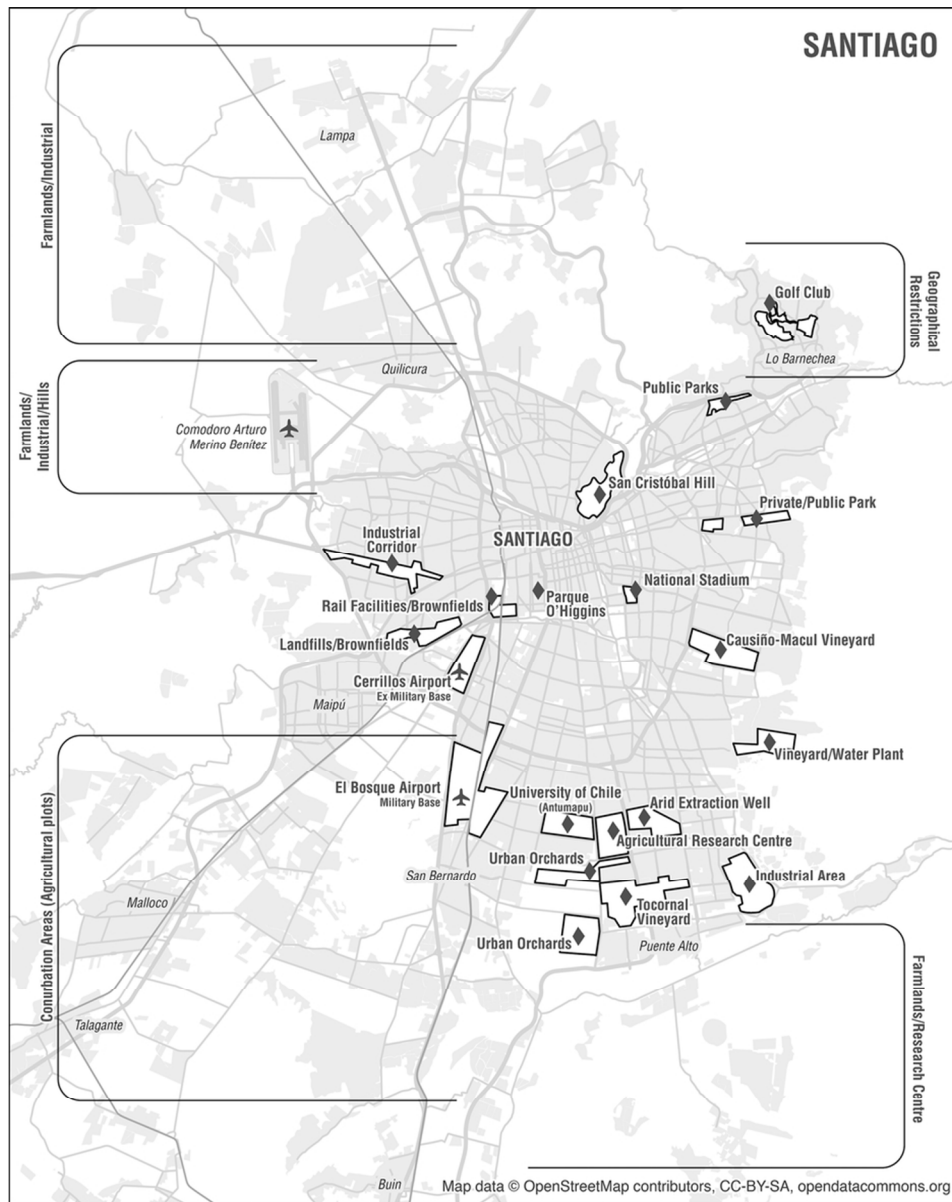 SANTIAGO
Farmlands/Industrial
Lampa
Geographical
Restrictions
Golf Club
Lo Barnechea
Quilicura
Farmlands/
Industrial/Hills
Public Parks
Comodoro Arturo
Merino Benítez
San Cristóbal Hill
Private/Public Park
Industrial
Corridor
SANTIAGO
National Stadium
Rail Facilities/Brownfields
Parque
O'Higgins
Landfills/Brownfields
Causiño-Macul Vineyard
Cerrillos Airport
Ex Military Base
Maipú
Vineyard/Water Plant
Conurbation Areas (Agricultural plots)
El Bosque Airport
Military Base
University of Chile
(Antumapu)
Arid Extraction Well
Agricultural Research Centre
Urban Orchards
San Bernardo
Industrial Area
Malloco
Tocornal
Vineyard
Urban Orchards
Puente Alto
Farmlands/Research Centre
Talagante
Buin
Map data © OpenStreetMap contributors, CC-BY-SA, opendatacommons.org